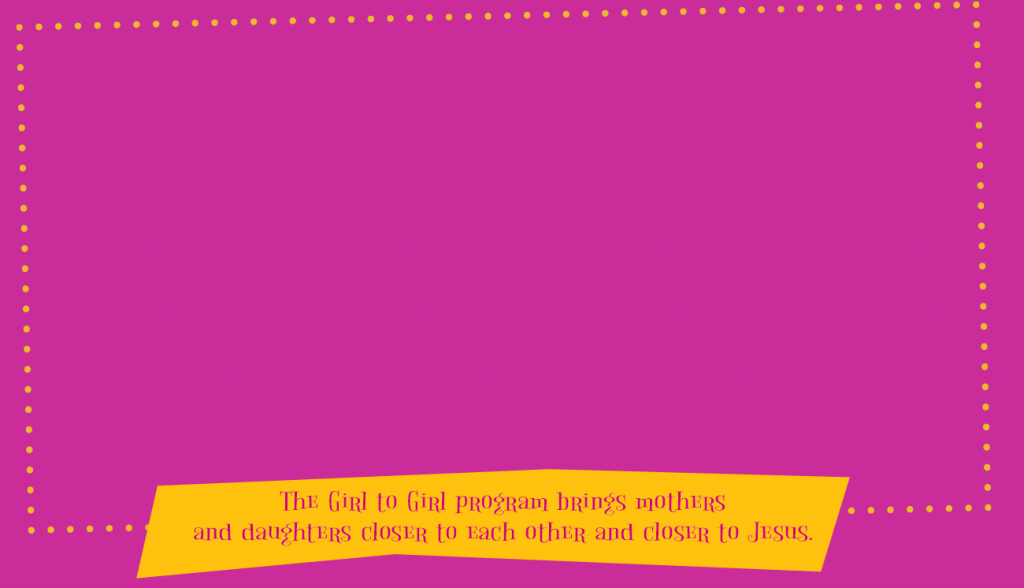 The Girl to Girl program brings mothers
and daughters closer to each other and closer to Jesus.